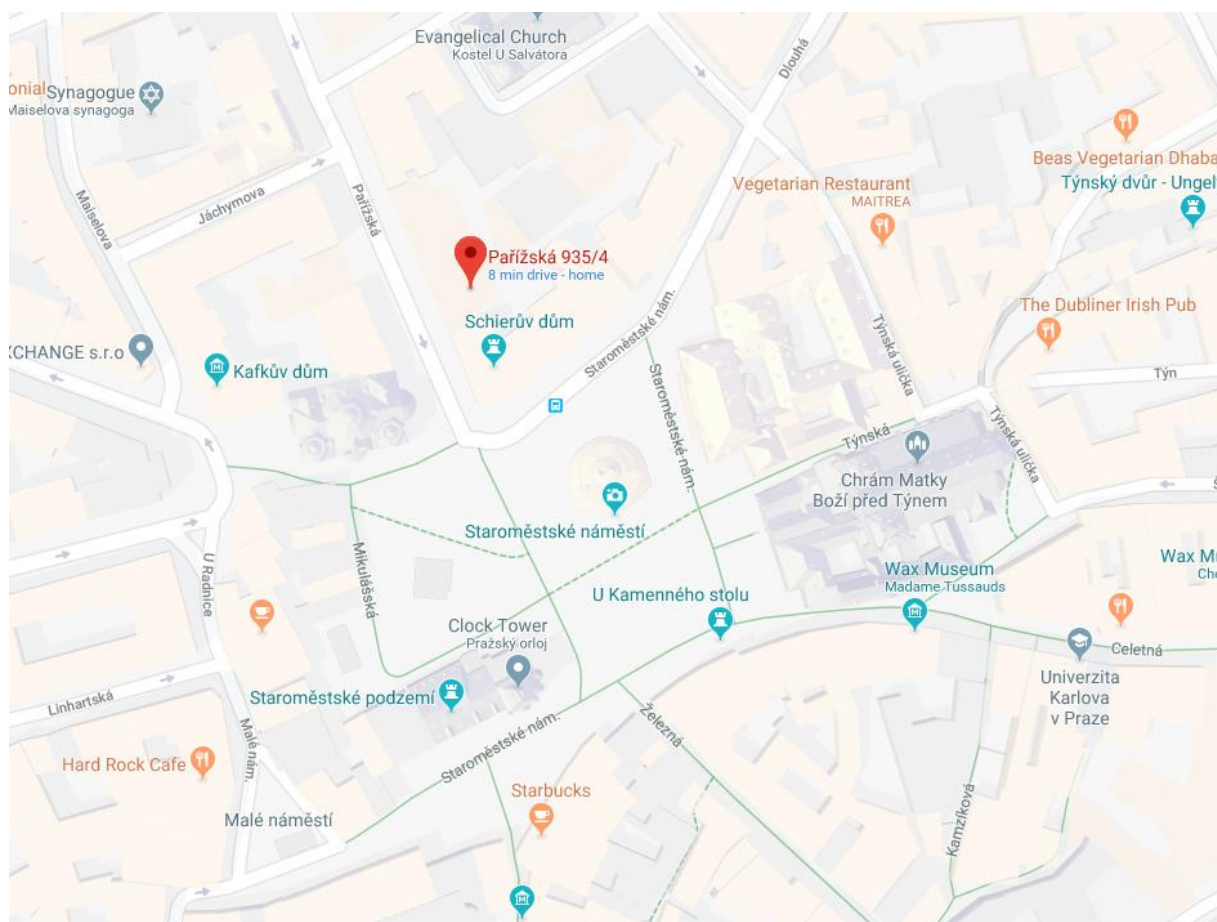 Evangelical Church
Kostel U Salvátora
Dlouhá
onial
Synagogue
Maiselova synagoga
Maiselova
Jáchymova
Pařížská
Beas Vegetarian Dhaba
Týnský dvůr - Ungelt
Vegetarian Restaurant
MAITREA
Pařížská 935/4
8 min drive - home
Schierův dům
Staroměstské nám.
The Dubliner Irish Pub
Týnská ulička
XCHANGE s.r.o
Kafkův dům
Týn
Staroměstské nám.
Týnská
Týnská ulička
Chrám Matky
Boží před Týnem
Staroměstské náměstí
Mikulášská
U Radnice
Wax Museum
Madame Tussauds
Wax Mu
Che
U Kamenného stolu
Clock Tower
Pražský orloj
Celetná
Univerzita
Karlova
v Praze
Staroměstské podzemí
Linhartská
Železná
Staroměstské nám.
Malé nám.
Hard Rock Cafe
Starbucks
Malé náměstí
Kamzíková